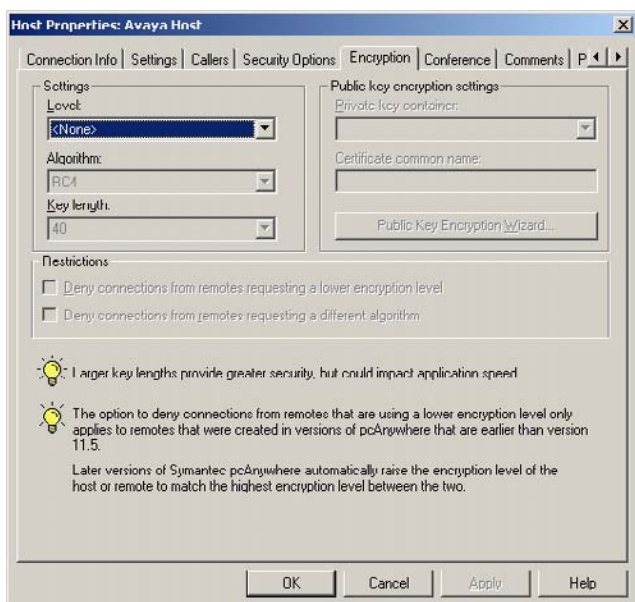 Host Properties: Avaya Host
Connection Info Settings Callers Security Options Encryption Conference Comments P
Settings
Level:
<None>
Algorithm:
RC4
Key length:
40
Public key encryption settings
Private key container:
Certificate common name:
Public Key Encryption Wizard...
Restrictions
Deny connections from remotes requesting a lower encryption level
Deny connections from remotes requesting a different algorithm
Larger key lengths provide greater security, but could impact application speed
The option to deny connections from remotes that are using a lower encryption level only
applies to remotes that were created in versions of pcAnywhere that are earlier than version
11.5.
Later versions of Symantec pcAnywhere automatically raise the encryption level of the
host or remote to match the highest encryption level between the two.
OK Cancel Apply Help